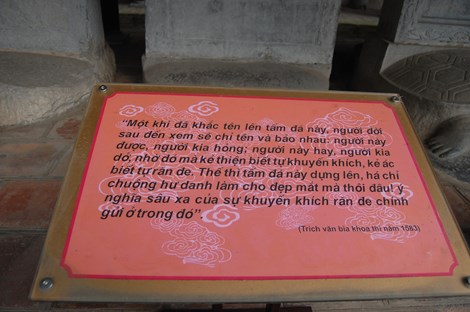 "Một khi đã khắc tên lên tấm đá này, người đời
sau đến xem sẽ chỉ tên và bảo nhau: người này
được, người kia hỏng; người này hay, người kia
dở, nhờ đó mà kẻ thiện biết tự khuyến khích, kẻ ác
biết tự răn đe. Thế thì tấm đá này dựng lên, há chỉ
chuộng hư danh làm cho đẹp mắt mà thôi đâu! ý
nghĩa sâu xa của sự khuyến khích răn đe chính
gửi ở trong đó"
(Trích văn bia khoa thi năm 1583)